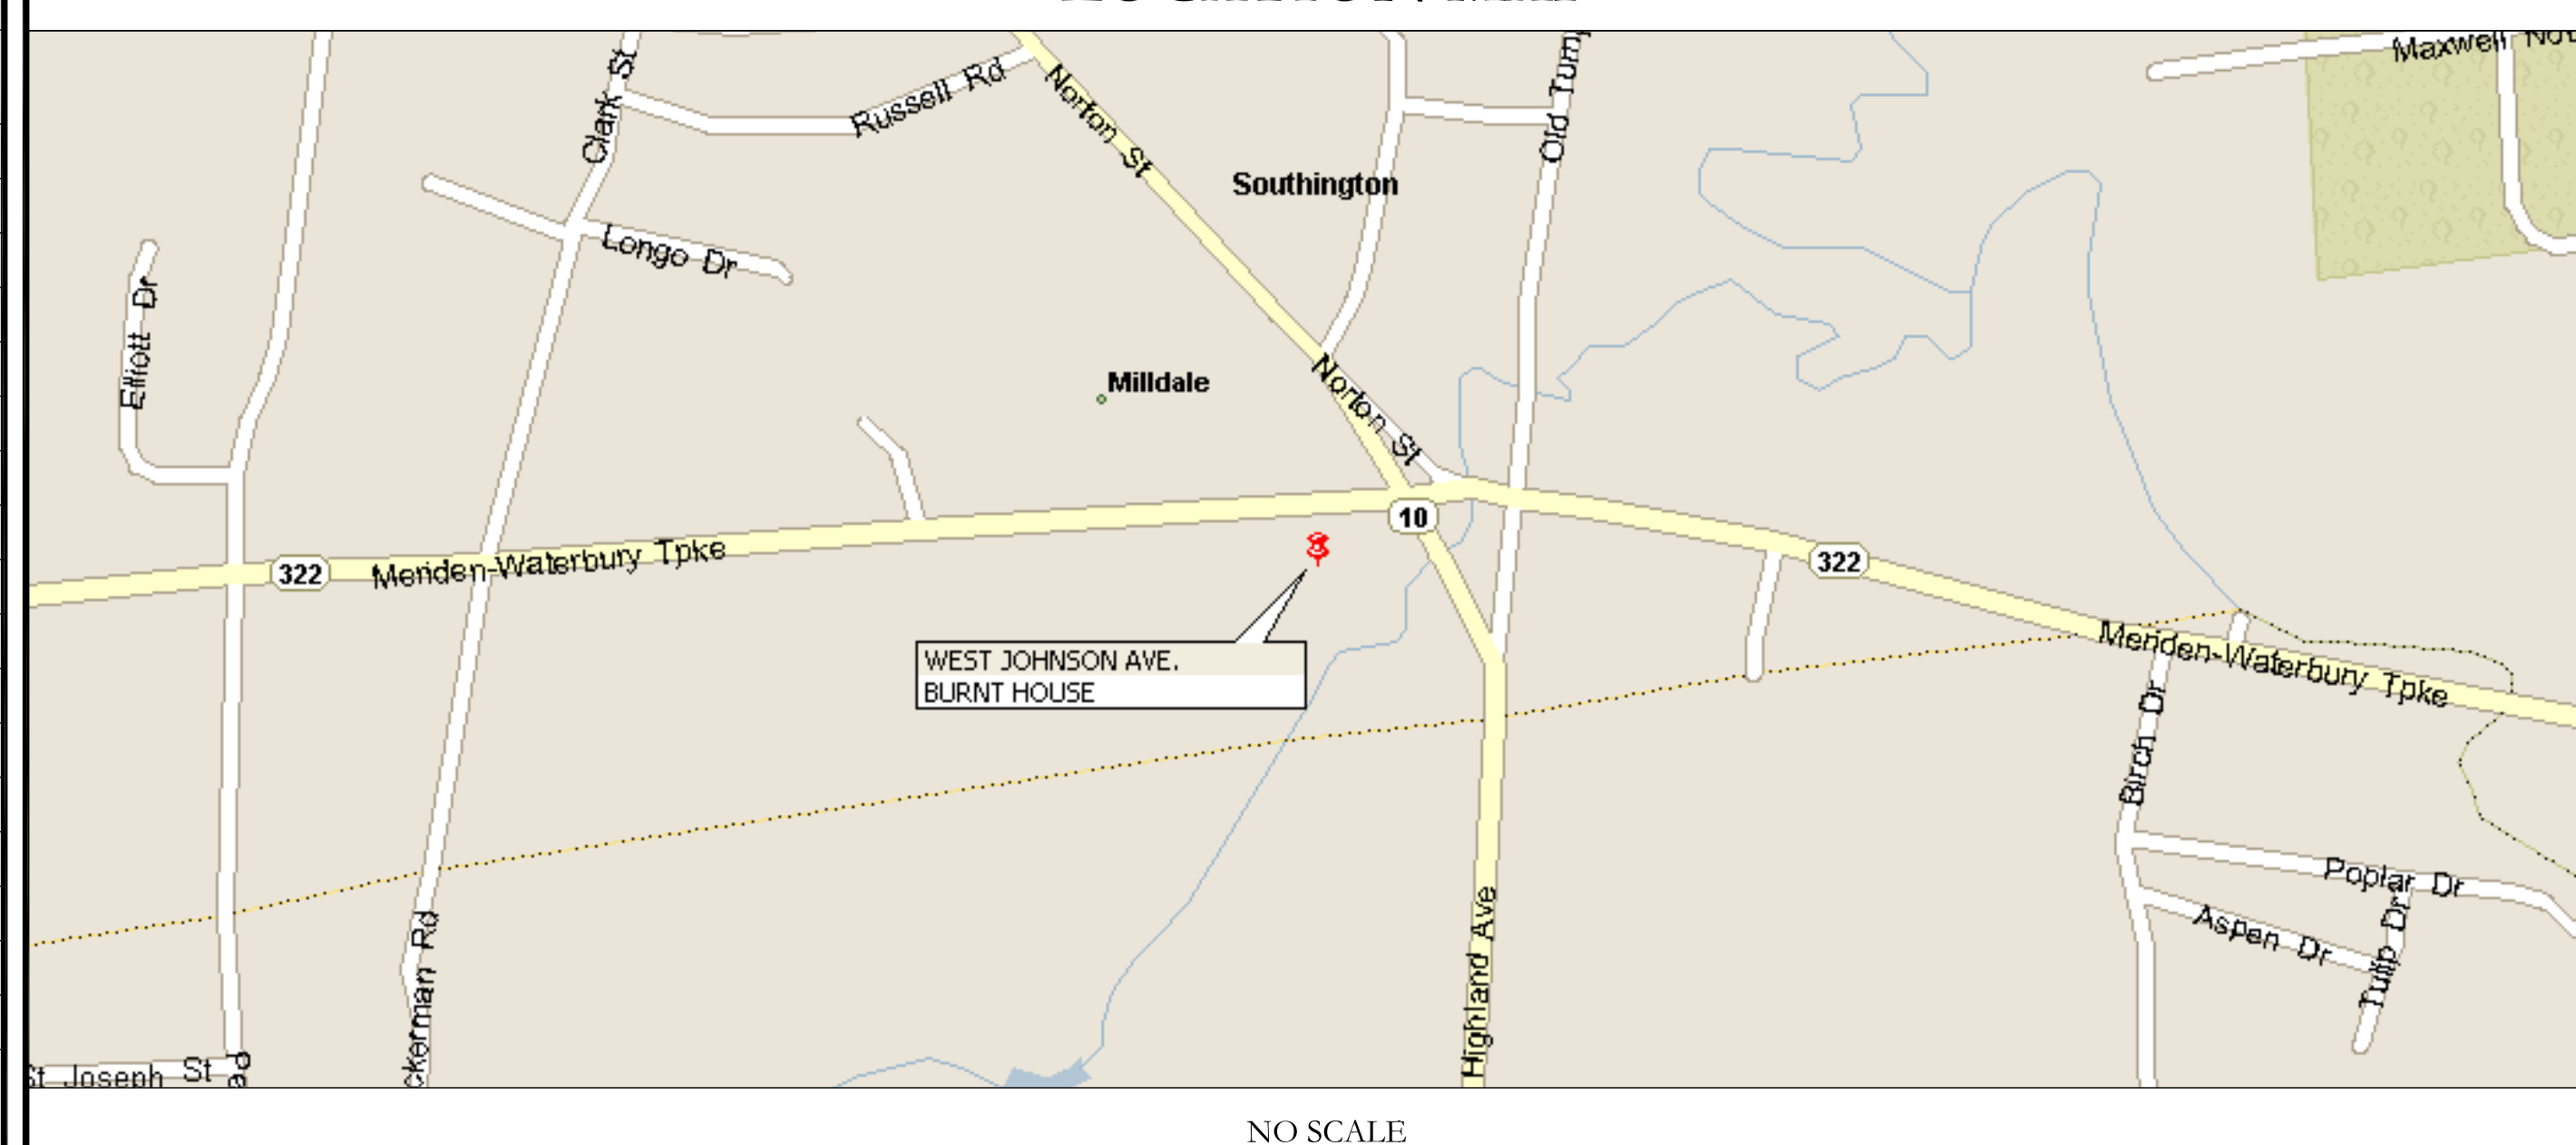 Maxwell
Clark St
Russell Rd
Norton St
Old
Southington
Longo Dr
Elliott Dr
Milldale
Norton St
10
322
Meriden-Waterbury Tpke
322
WEST JOHNSON AVE.
BURNT HOUSE
Meriden-Waterbury Tpke
Birch Dr
Poplar Dr
Aspen Dr
Tulip Dr
Highland Ave
ckerman Rd
St Joseph St
NO SCALE